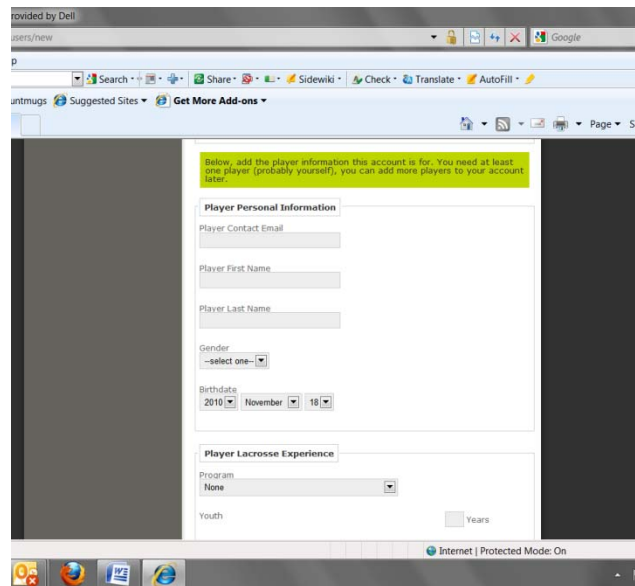 rovided by Dell
users/new
Google
p
Search
Share
Sidewiki
Check
Translate
AutoFill
untmugs
Suggested Sites
Get More Add-ons
Page
S
Below, add the player information this account is for. You need at least
one player (probably yourself), you can add more players to your account
later.
Player Personal Information
Player Contact Email
Player First Name
Player Last Name
Gender
--select one--
Birthdate
2010 November 18
Player Lacrosse Experience
Program
None
Youth Years
Internet | Protected Mode: On